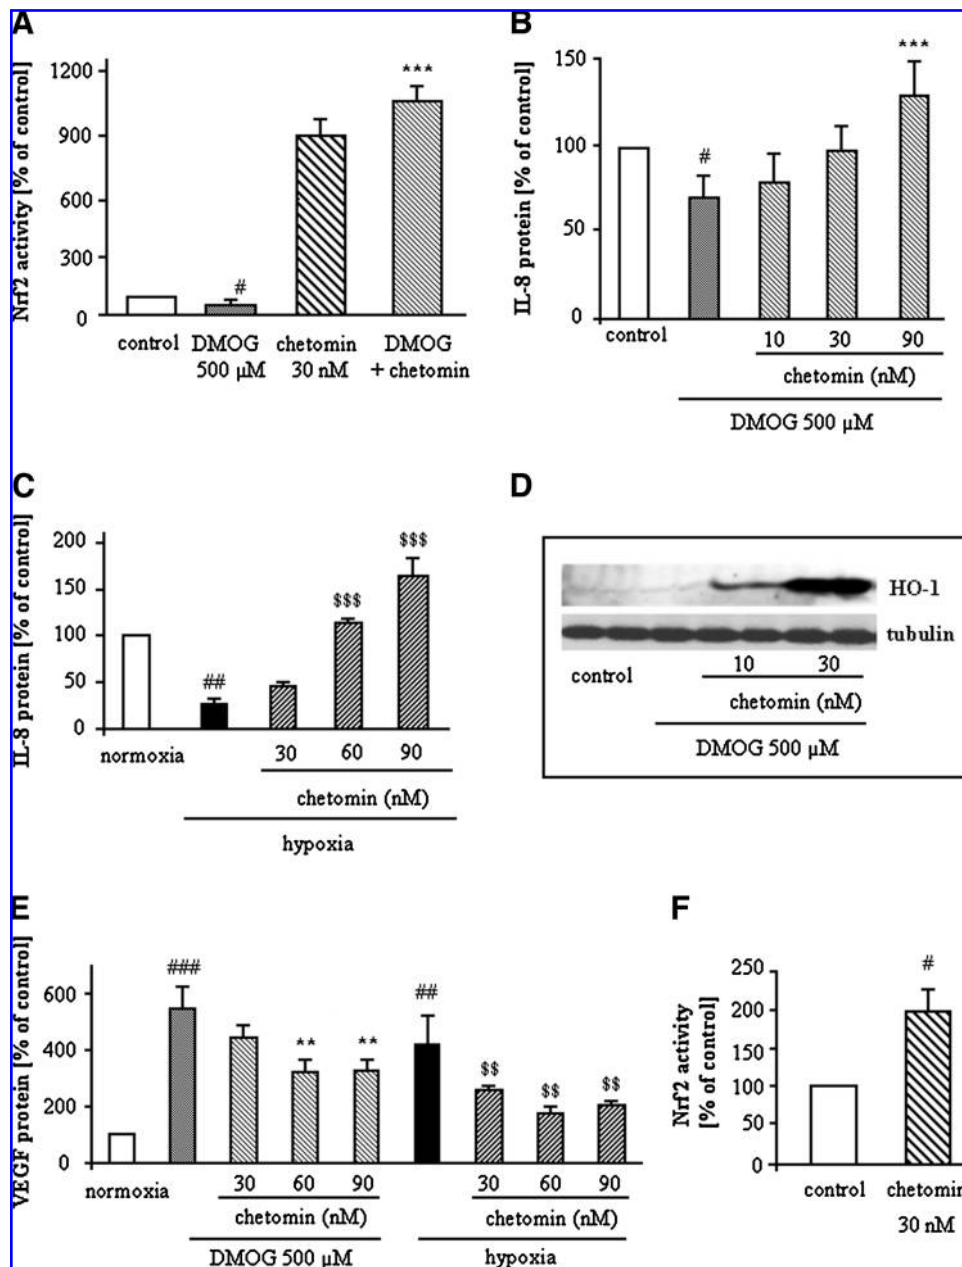 A
Nrf2 activity [% of control]
1200
900
600
300
0
***
#
control
DMOG
500 µM
chetomin
30 nM
DMOG
+ chetomin
B
IL-8 protein [% of control]
150
100
50
0
***
#
control
10
30
90
chetomin (nM)
DMOG 500 µM
C
IL-8 protein [% of control]
200
150
100
50
0
##
$$$
$$$
normoxia
30
60
90
chetomin (nM)
hypoxia
D
HO-1
tubulin
control
10
30
chetomin (nM)
DMOG 500 µM
E
VEGF protein [% of control]
600
400
200
0
###
**
**
##
$$
$$
$$
normoxia
30
60
90
30
60
90
chetomin (nM)
chetomin (nM)
DMOG 500 µM
hypoxia
F
Nrf2 activity
[% of control]
250
200
150
100
50
0
#
control
chetomin
30 nM